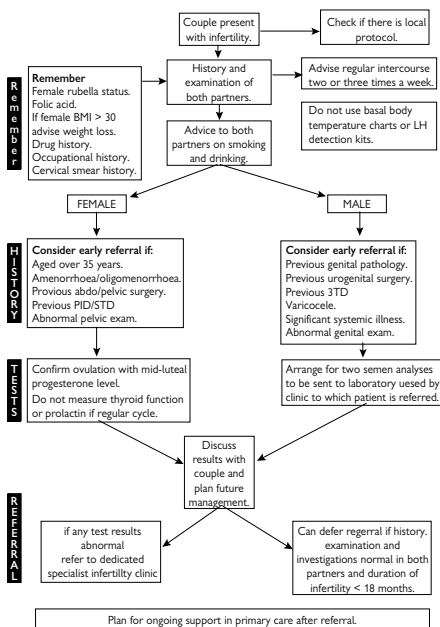 Couple present
with infertility.
Check if there is local
protocol.
Remember
Remember
Female rubella status.
Folic acid.
If female BMI > 30
advise weight loss.
Drug history.
Occupational history.
Cervical smear history.
History and
examination of
both partners.
Advise regular intercourse
two or three times a week.
Do not use basal body
temperature charts or LH
detection kits.
Advice to both
partners on smoking
and drinking.
FEMALE
MALE
HISTORY
Consider early referral if:
Aged over 35 years.
Amenorrhoea/oligomenorrhoea.
Provious abdo/pelvic surgery.
Previous PID/STD
Abnormal pelvic exam.
Consider early referral if:
Previous genital pathology.
Previous urogenital surgery.
Previous 3TD
Varicocele.
Significant systemic illness.
Abnormal genital exam.
TESTS
Confirm ovulation with mid-luteal
progesterone level.
Do not measure thyroid function
or prolactin if regular cycle.
Arrange for two semen analyses
to be sent to laboratory uesed by
clinic to which patient is referred.
Discuss
results with
couple and
plan future
management.
REFERRAL
if any test results
abnormal
refer to dedicated
specialist infertillty clinic
Can defer regerral if history.
examination and
investigations normal in both
partners and duration of
infertility < 18 months.
Plan for ongoing support in primary care after referral.